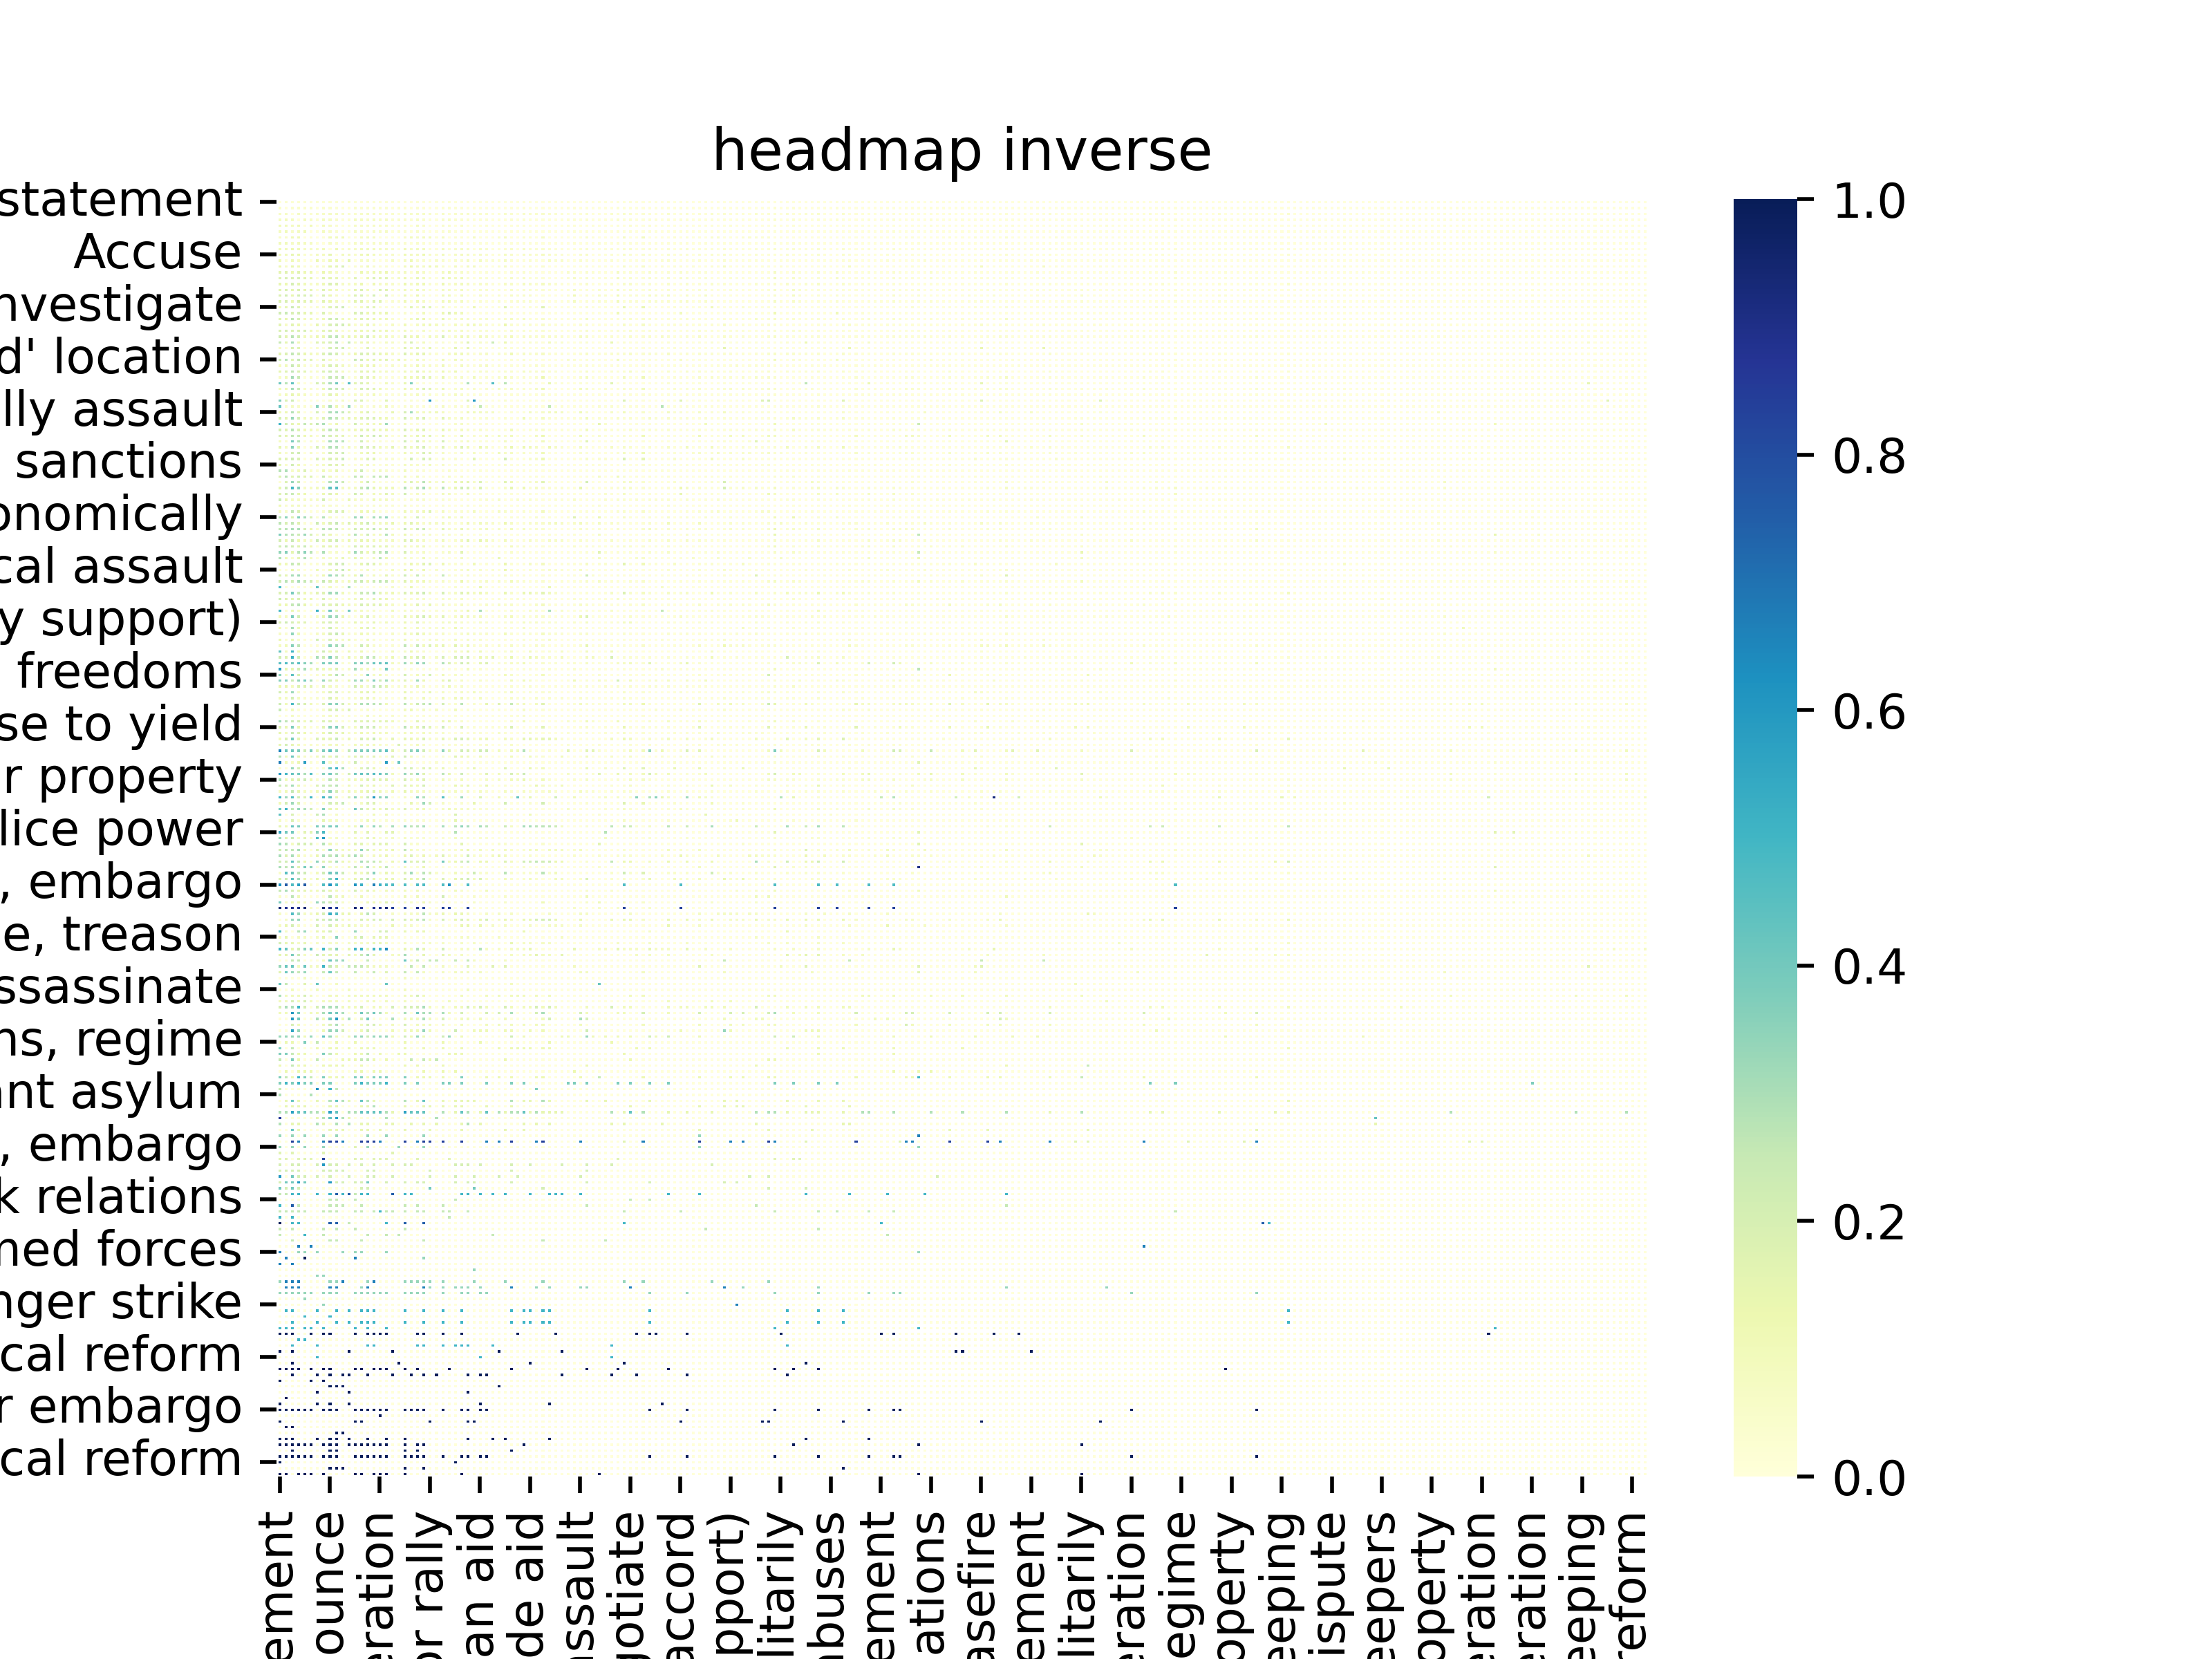 headmap inverse
statement
Accuse
nvestigate
d' location
lly assault
sanctions
onomically
cal assault
y support)
freedoms
se to yield
r property
lice power
, embargo
e, treason
ssassinate
ns, regime
nt asylum
, embargo
k relations
med forces
nger strike
cal reform
r embargo
cal reform
ement
ounce
eration
or rally
an aid
de aid
assault
gotiate
accord
pport)
litarily
abuses
ement
ations
asefire
ement
litarily
eration
egime
operty
eeping
ispute
eepers
operty
eration
eration
eeping
reform
1.0
0.8
0.6
0.4
0.2
0.0